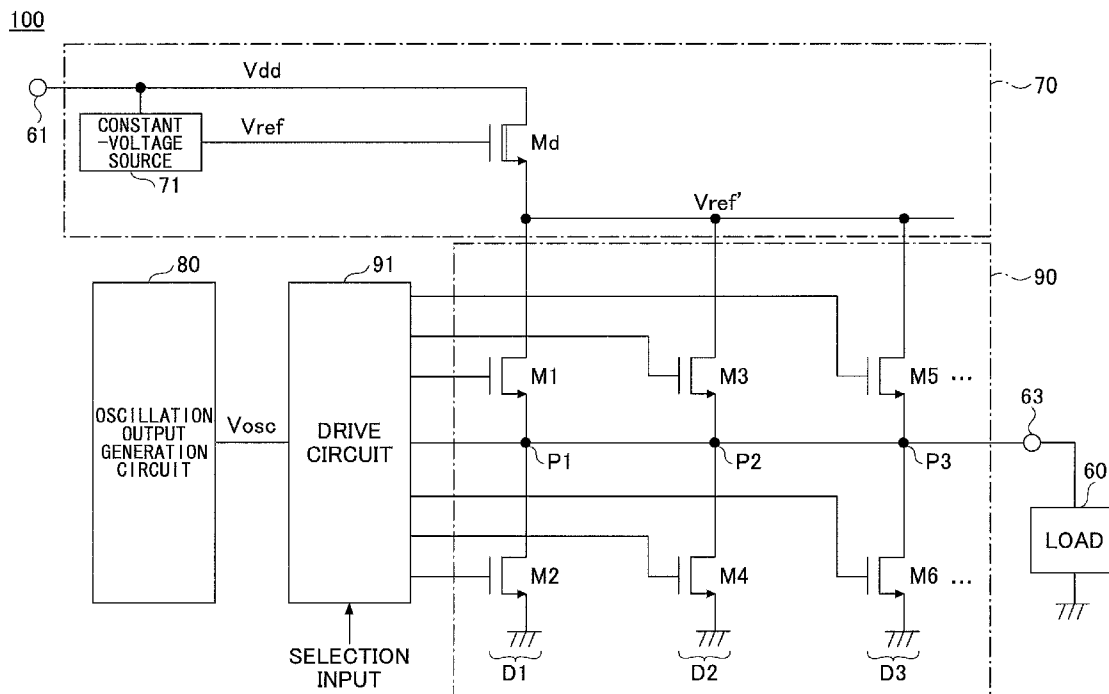 100
Vdd
70
61
CONSTANT
-VOLTAGE
SOURCE
71
Vref
Md
Vref'
80
91
90
OSCILLATION
OUTPUT
GENERATION
CIRCUIT
Vosc
DRIVE
CIRCUIT
M1
M3
M5 ...
63
P1
P2
P3
60
LOAD
M2
M4
M6 ...
SELECTION
INPUT
D1
D2
D3